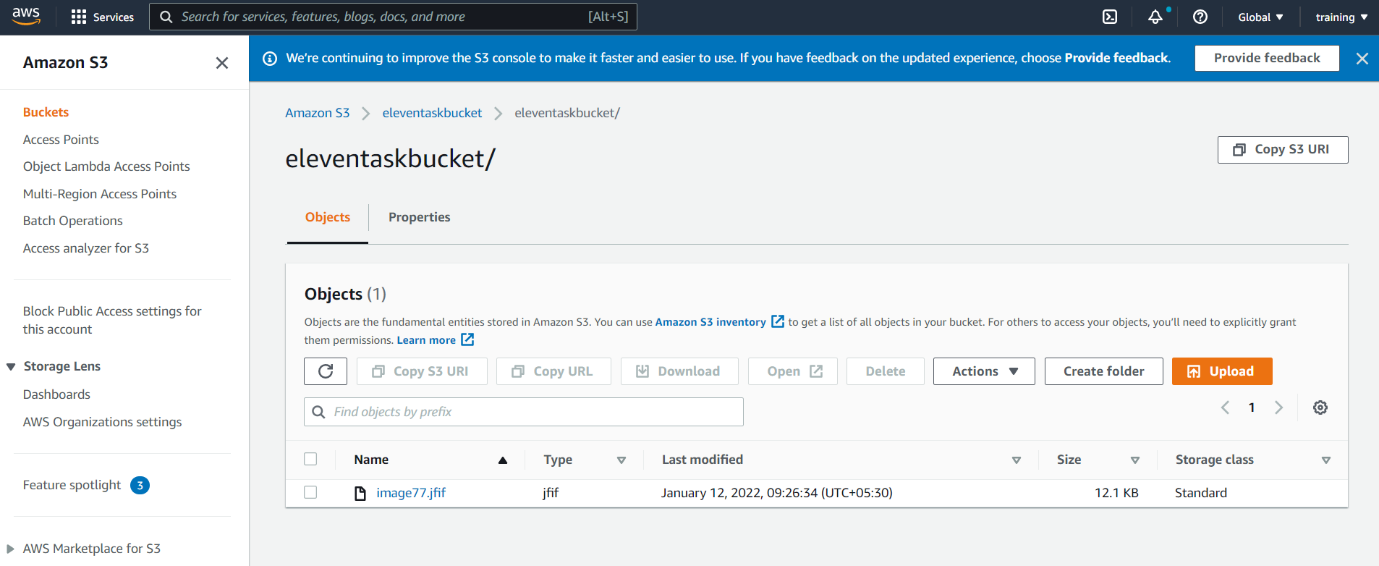 aws Services Search for services, features, blogs, docs, and more [Alt+S] Global training
Amazon S3
We're continuing to improve the S3 console to make it faster and easier to use. If you have feedback on the updated experience, choose Provide feedback. Provide feedback
Buckets
Access Points
Object Lambda Access Points
Multi-Region Access Points
Batch Operations
Access analyzer for S3
Block Public Access settings for
this account
Storage Lens
Dashboards
AWS Organizations settings
Feature spotlight 3
AWS Marketplace for S3
Amazon S3 eleventaskbucket eleventaskbucket/
eleventaskbucket/
Copy S3 URI
Objects Properties
Objects (1)
Objects are the fundamental entities stored in Amazon S3. You can use Amazon S3 inventory to get a list of all objects in your bucket. For others to access your objects, you'll need to explicitly grant
them permissions. Learn more
Copy S3 URI Copy URL Download Open Delete Actions Create folder Upload
Find objects by prefix
1
Name Type Last modified Size Storage class
image77.jfif jfif January 12, 2022, 09:26:34 (UTC+05:30) 12.1 KB Standard